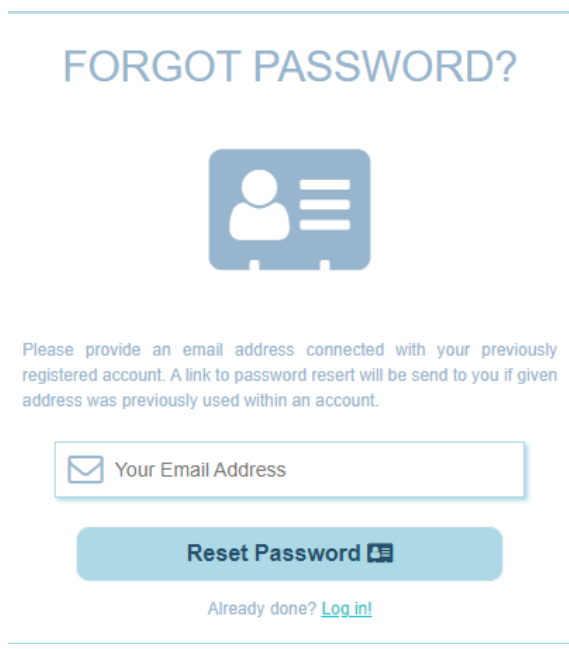 FORGOT PASSWORD?
Please provide an email address connected with your previously
registered account. A link to password resert will be send to you if given
address was previously used within an account.
Your Email Address
Reset Password
Already done? Log in!